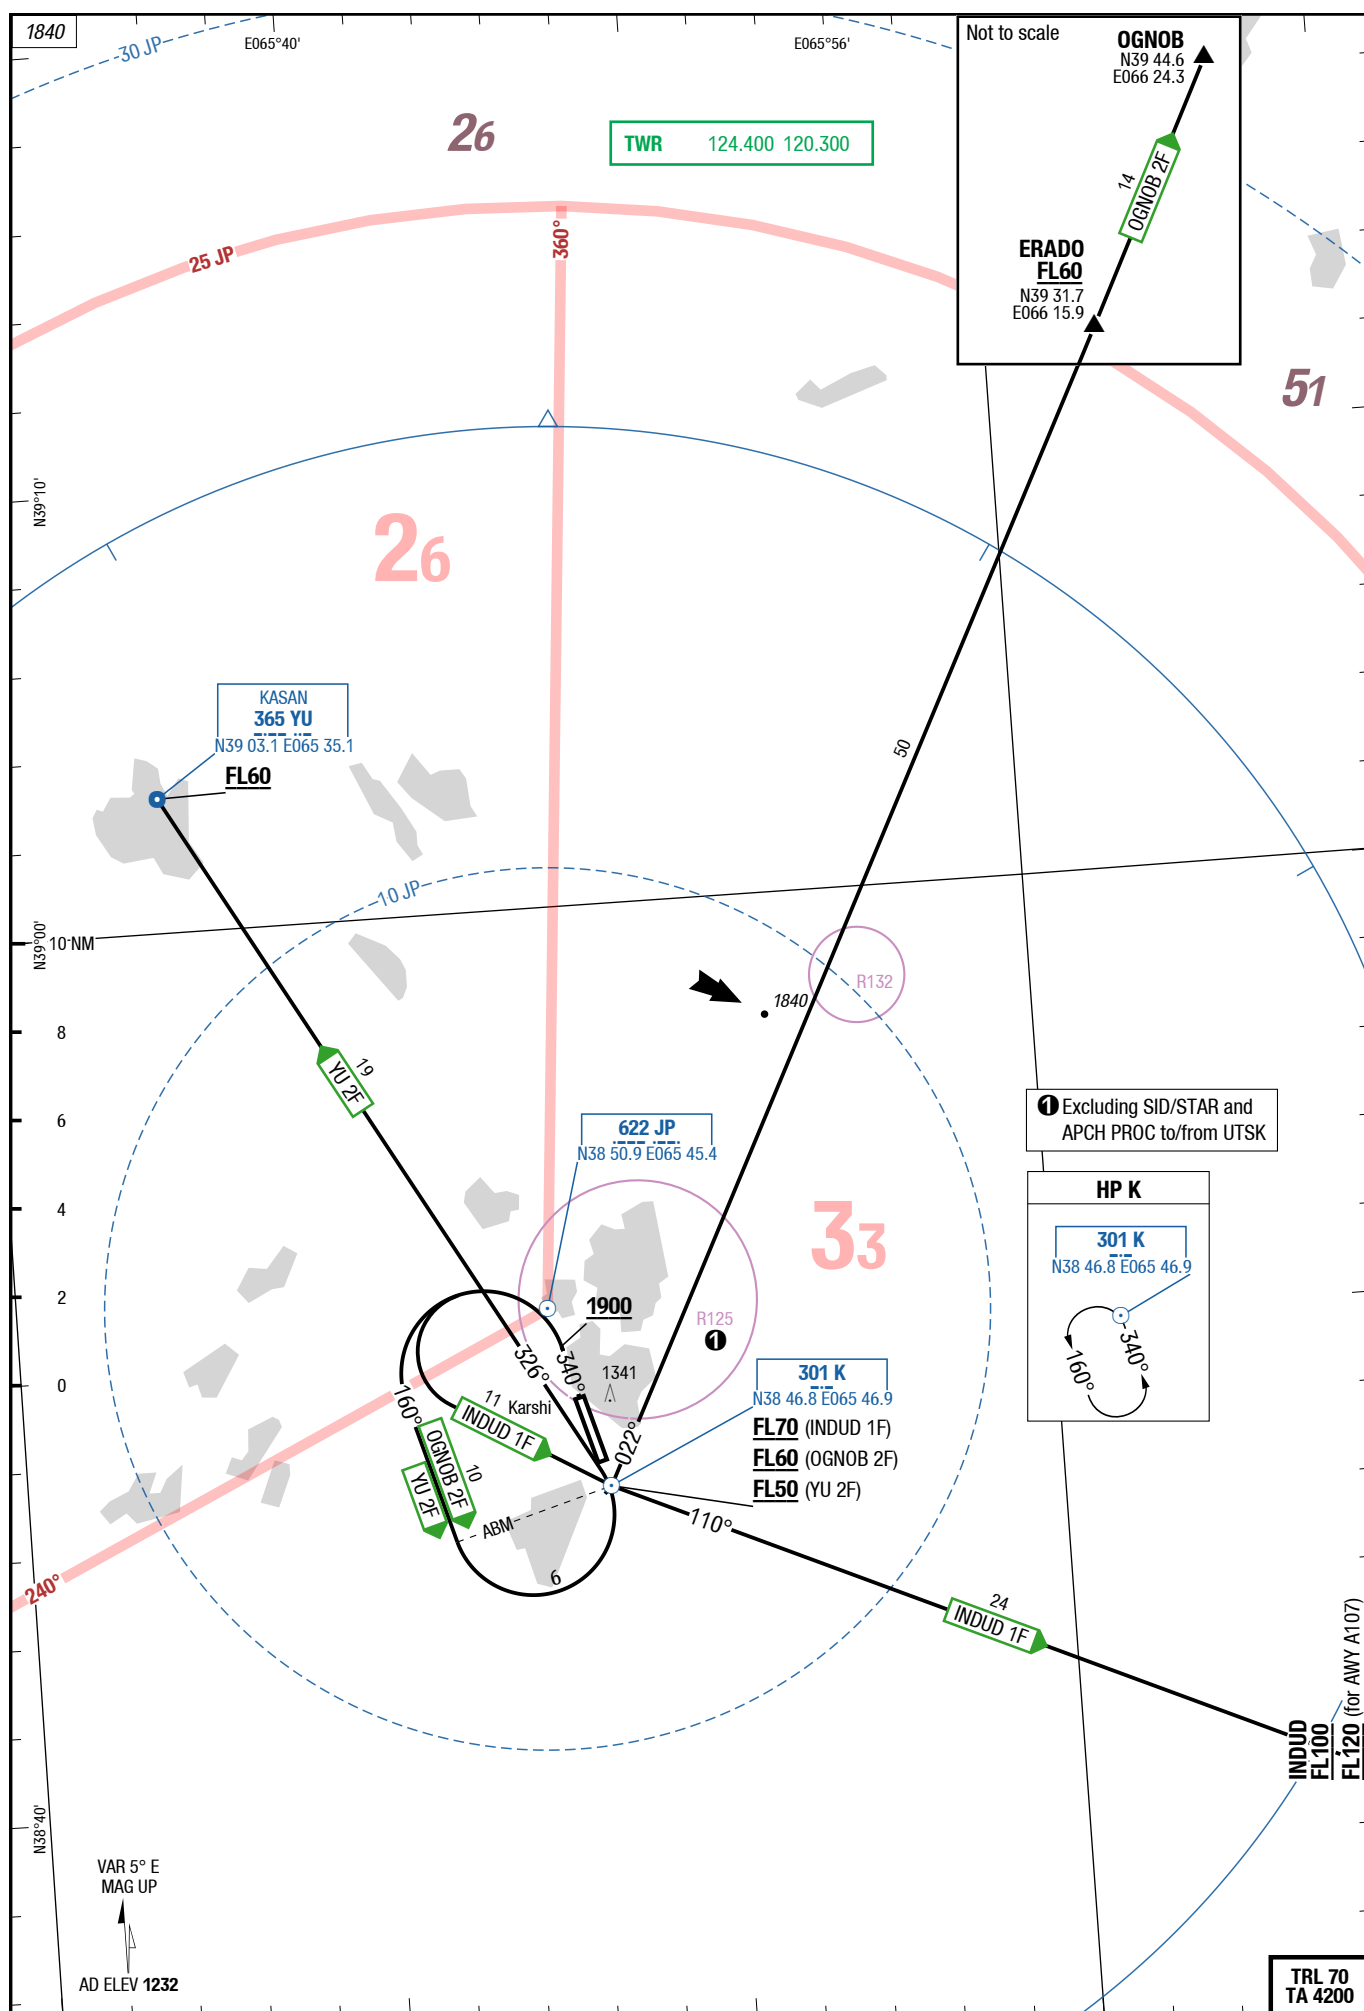 1840
30 JP
E065°40'
E065°56'
Not to scale
OGNOB
N39 44.6
E066 24.3
26
TWR 124.400 120.300
14
OGNOB 2F
25 JP
360°
ERADO
FL60
N39 31.7
E066 15.9
51
N39°10'
26
KASAN
365 YU
N39 03.1 E065 35.1
FL60
50
10 JP
N39°00'
10 NM
R132
1840
8
19
YU 2F
6
622 JP
N38 50.9 E065 45.4
❶ Excluding SID/STAR and
APCH PROC to/from UTSK
HP K
301 K
N38 46.8 E065 46.9
340°
160°
4
33
2
1900
R125
❶
326°
340°
1341
0
11
Karshi
INDUD 1F
160°
OGNOB 2F
10
YU 2F
022°
301 K
N38 46.8 E065 46.9
FL70 (INDUD 1F)
FL60 (OGNOB 2F)
FL50 (YU 2F)
ABM
110°
6
240°
24
INDUD 1F
INDUD
FL100
FL120 (for AWY A107)
N38°40'
VAR 5° E
MAG UP
AD ELEV 1232
TRL 70
TA 4200